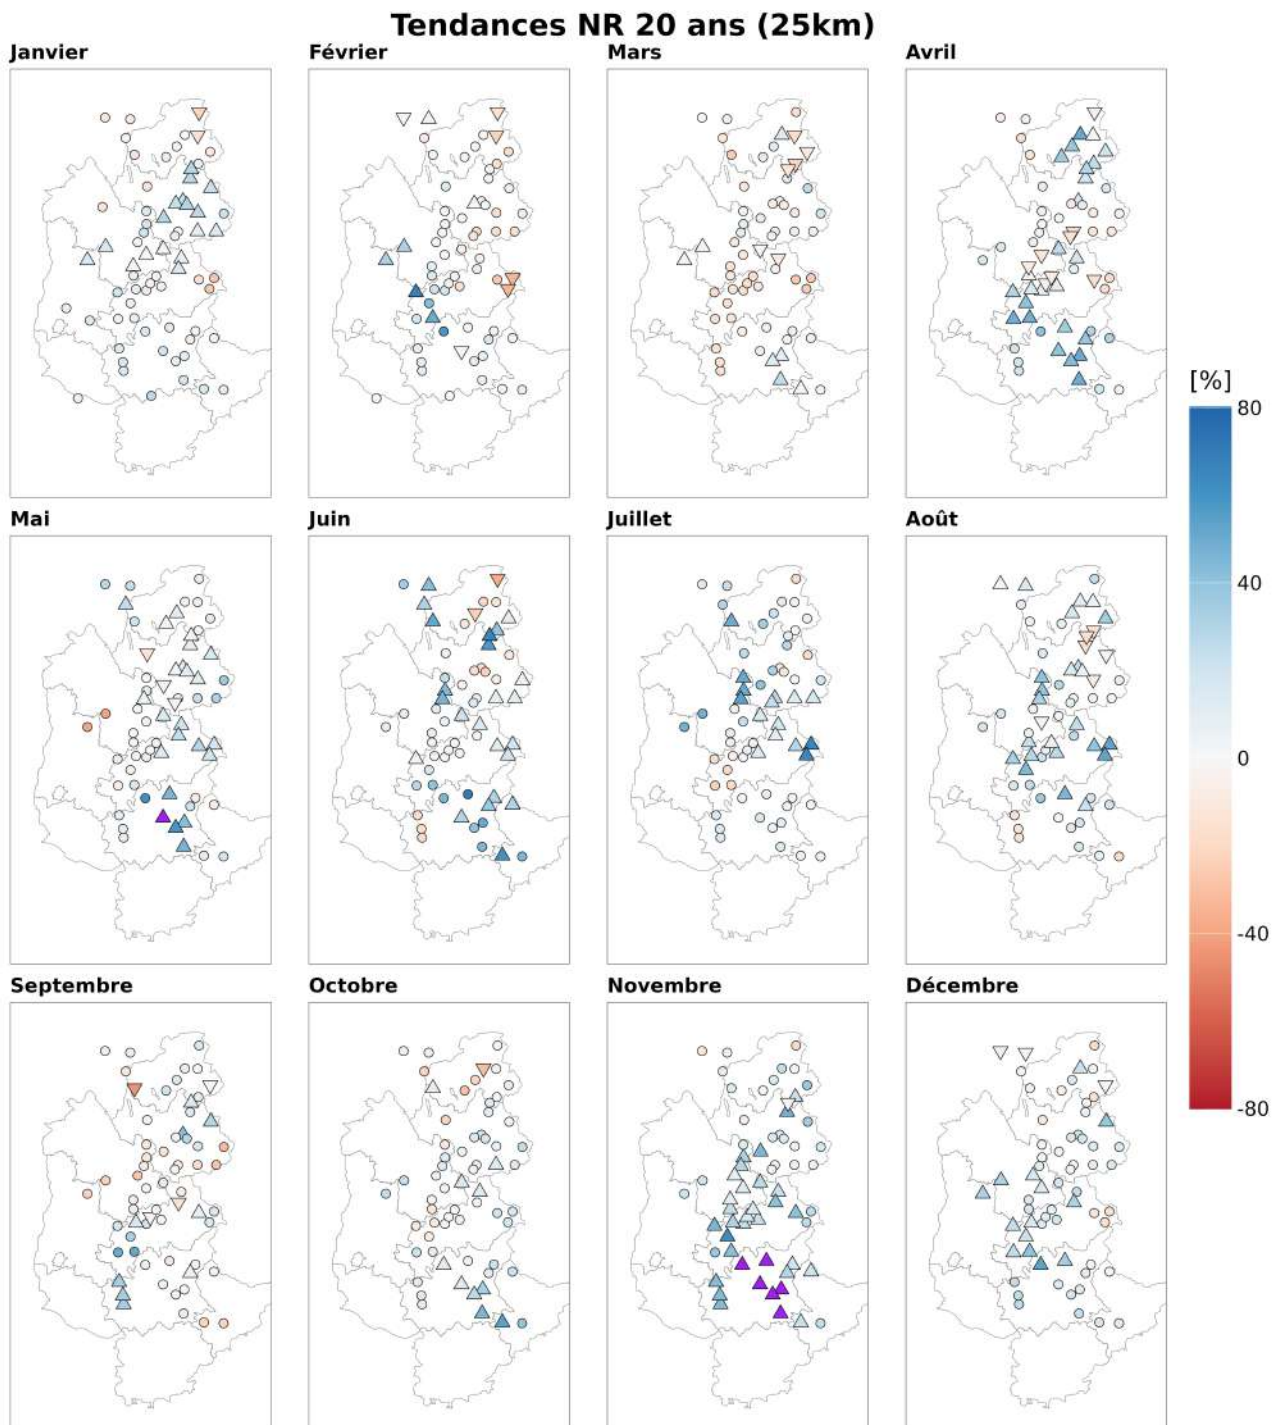 Tendances NR 20 ans (25km)
Janvier
Février
Mars
Avril
[%]
80
40
0
-40
-80
Mai
Juin
Juillet
Août
Septembre
Octobre
Novembre
Décembre